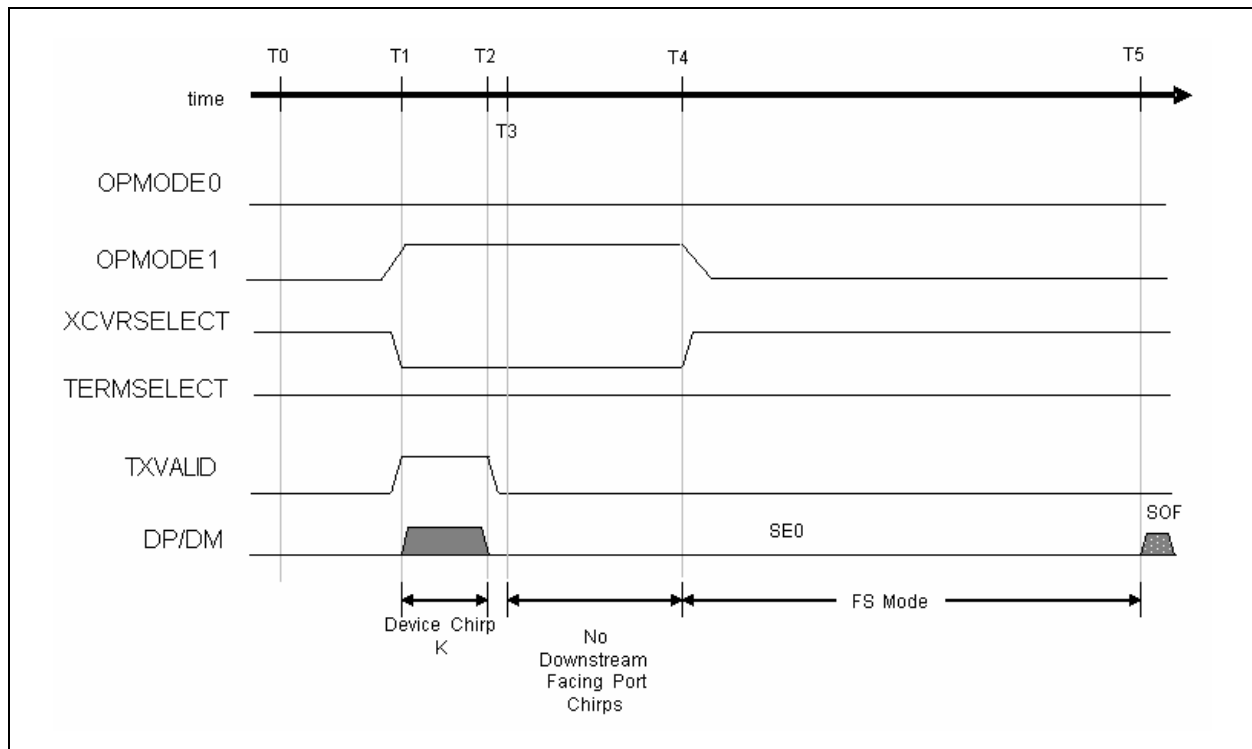 T0
T1
T2
T4
T5
time
T3
OPMODE0
OPMODE1
XCVRSELECT
TERMSELECT
TXVALID
DP/DM
SE0
SOF
Device Chirp
K
No
Downstream
Facing Port
Chirps
FS Mode